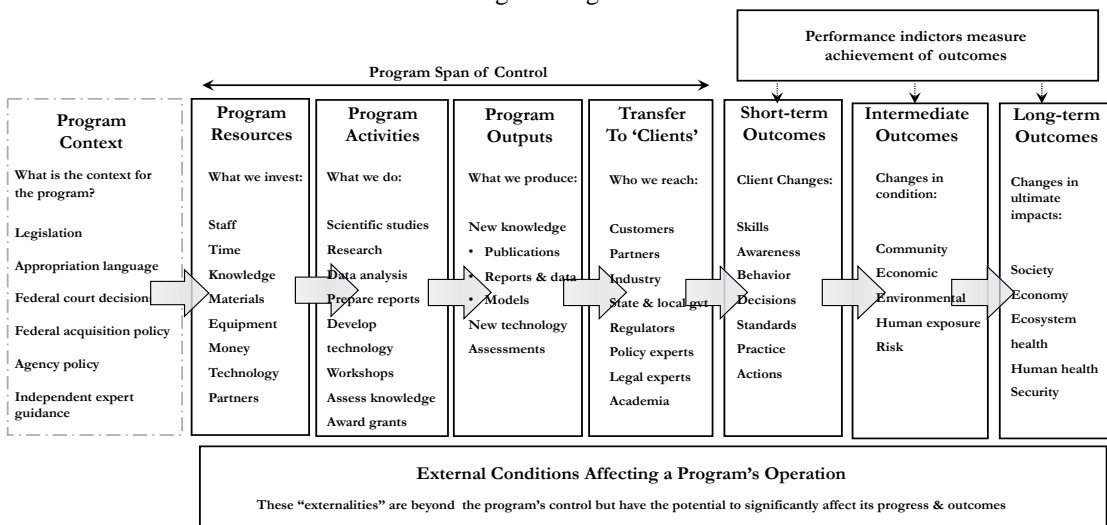 Performance indictors measure
achievement of outcomes
Program Span of Control
Program
Context
What is the context for
the program?
Legislation
Appropriation language
Federal court decisions
Federal acquisition policy
Agency policy
Independent expert
guidance
Program
Resources
What we invest:
Staff
Time
Knowledge
Materials
Equipment
Money
Technology
Partners
Program
Activities
What we do:
Scientific studies
Research
Data analysis
Prepare reports
Develop
technology
Workshops
Assess knowledge
Award grants
Program
Outputs
What we produce:
New knowledge
• Publications
• Reports & data
• Models
New technology
Assessments
Transfer
To ‘Clients’
Who we reach:
Customers
Partners
Industry
State & local gvt
Regulators
Policy experts
Legal experts
Academia
Short-term
Outcomes
Client Changes:
Skills
Awareness
Behavior
Decisions
Standards
Practice
Actions
Intermediate
Outcomes
Changes in
condition:
Community
Economic
Environmental
Human exposure
Risk
Long-term
Outcomes
Changes in
ultimate
impacts:
Society
Economy
Ecosystem
health
Human health
Security
External Conditions Affecting a Program’s Operation
These “externalities” are beyond the program’s control but have the potential to significantly affect its progress & outcomes